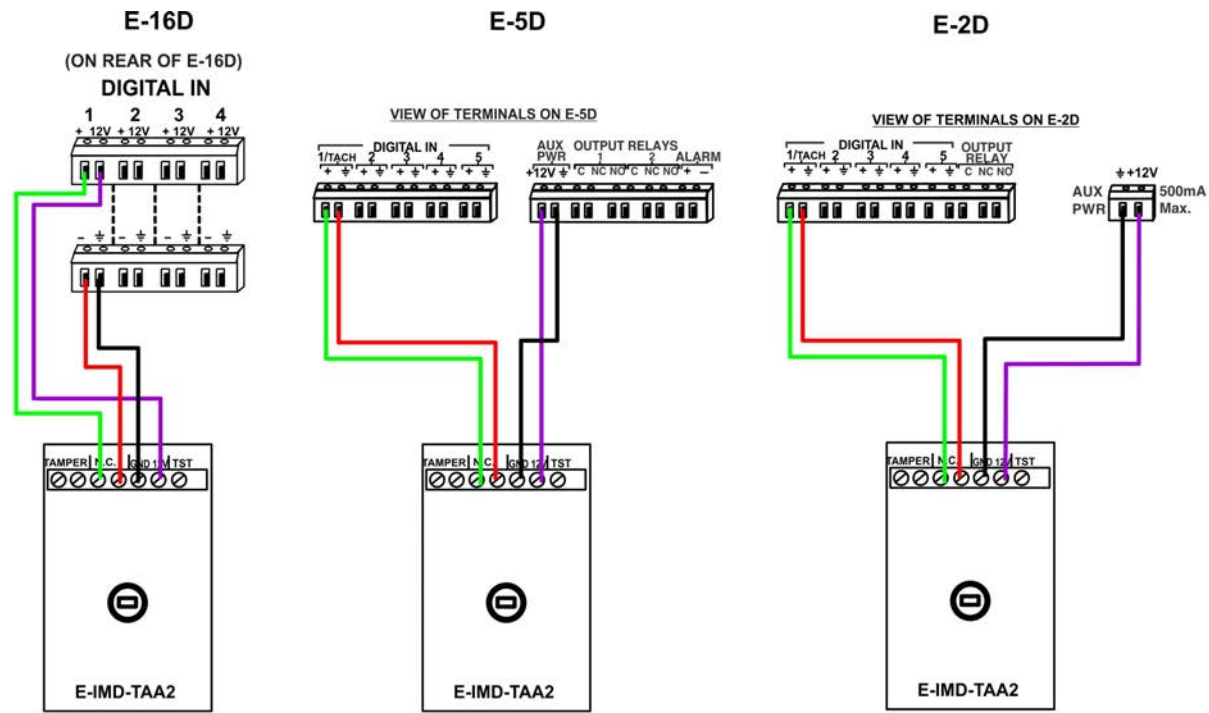 E-16D
(ON REAR OF E-16D)
DIGITAL IN
1 2 3 4
+ 12V + 12V + 12V + 12V
− ⏚ − ⏚ − ⏚ − ⏚
TAMPER N.C. GND 12V TST
E-IMD-TAA2
E-5D
VIEW OF TERMINALS ON E-5D
DIGITAL IN
1/TACH 2 3 4 5
+ ⏚ + ⏚ + ⏚ + ⏚ + ⏚
AUX PWR OUTPUT RELAYS
1 2 ALARM
+12V ⏚ C NC NO C NC NO + −
TAMPER N.C. GND 12V TST
E-IMD-TAA2
E-2D
VIEW OF TERMINALS ON E-2D
DIGITAL IN
1/TACH 2 3 4 5
+ ⏚ + ⏚ + ⏚ + ⏚ + ⏚
OUTPUT
RELAY
C NC NO
⏚ +12V
AUX 500mA
PWR Max.
TAMPER N.C. GND 12V TST
E-IMD-TAA2